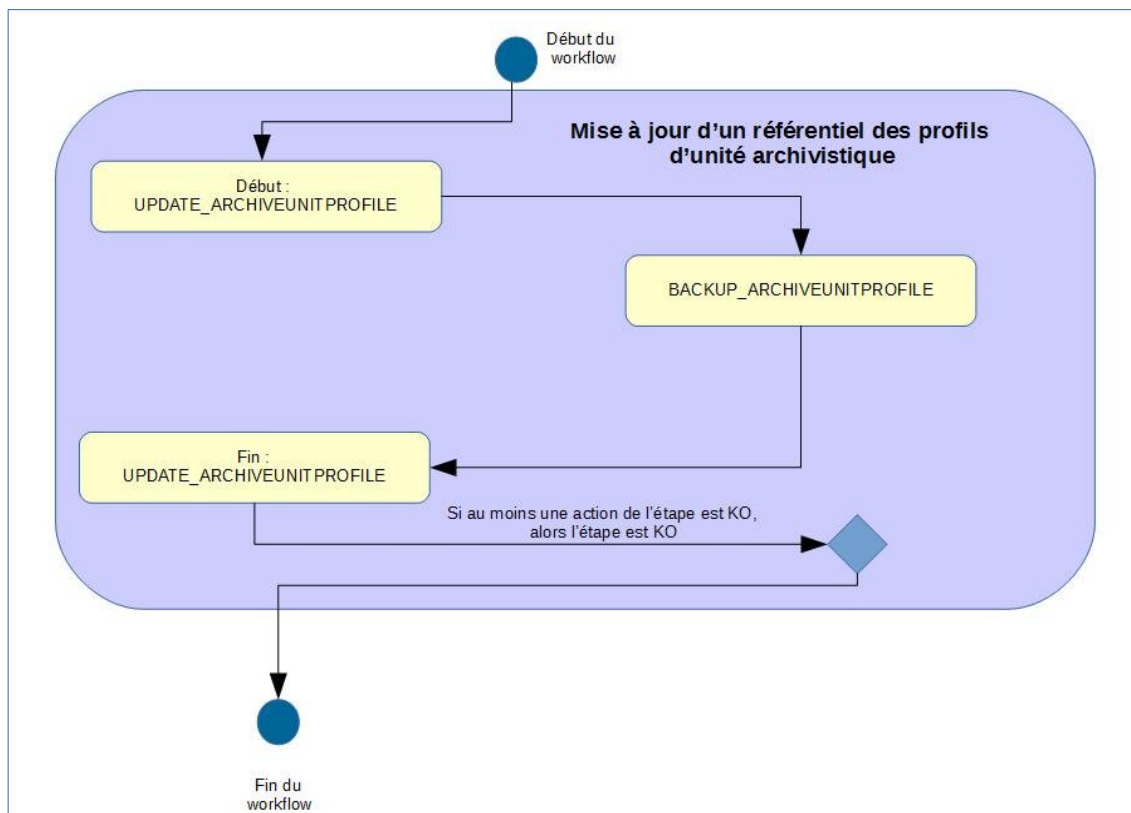 Début du
workflow
Mise à jour d’un référentiel des profils
d’unité archivistique
Début :
UPDATE_ARCHIVEUNITPROFILE
BACKUP_ARCHIVEUNITPROFILE
Fin :
UPDATE_ARCHIVEUNITPROFILE
Si au moins une action de l’étape est KO,
alors l’étape est KO
Fin du
workflow